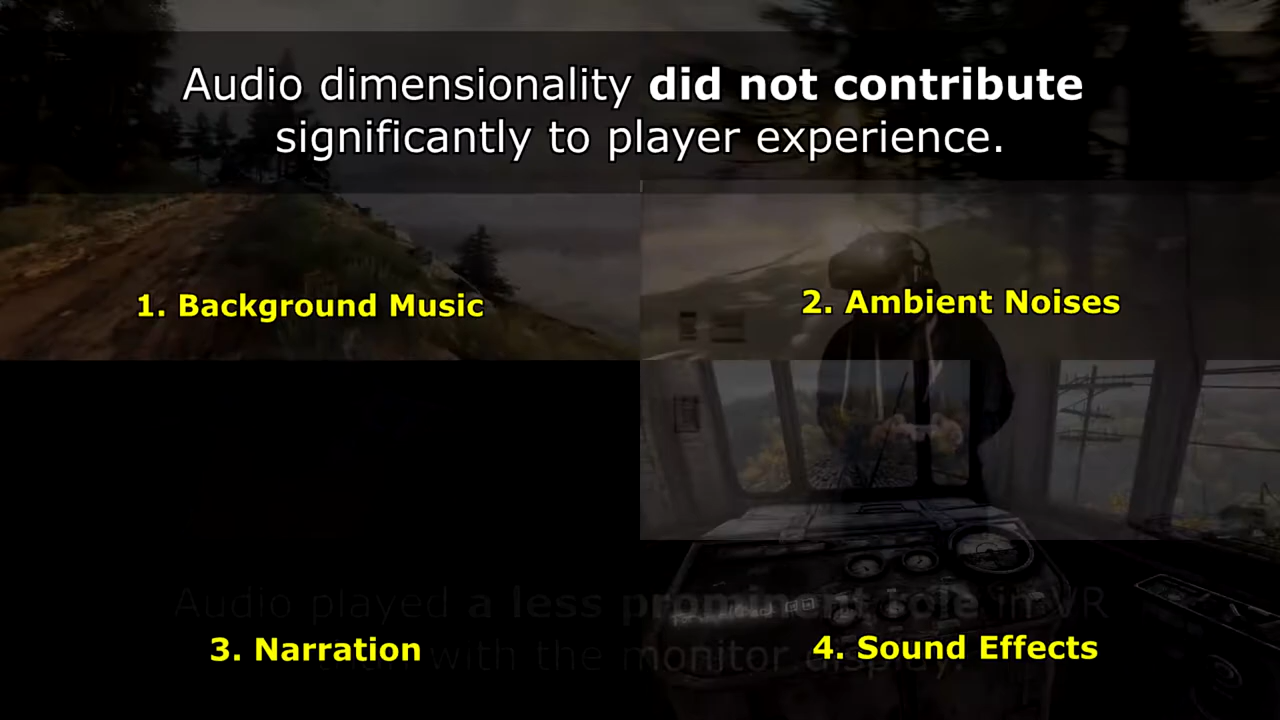 Audio dimensionality did not contribute
significantly to player experience.
1. Background Music
2. Ambient Noises
Audio played a less prominent role in VR
with the monitor display.
3. Narration
4. Sound Effects